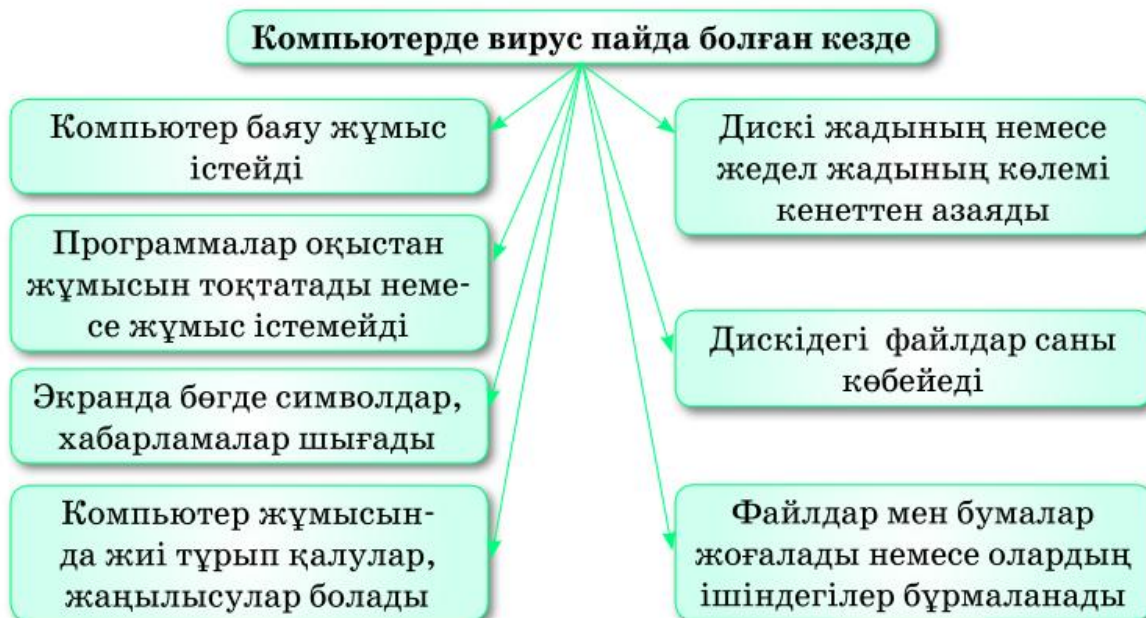 Компьютерде вирус пайда болған кезде
Компьютер баяу жұмыс
істейді
Программалар оқыстан
жұмысын тоқтатады неме-
се жұмыс істемейді
Экранда бөгде символдар,
хабарламалар шығады
Компьютер жұмысын-
да жиі тұрып қалулар,
жаңылысулар болады
Дискі жадының немесе
жедел жадының көлемі
кенеттен азаяды
Дискідегі файлдар саны
көбейеді
Файлдар мен бумалар
жоғалады немесе олардың
ішіндегілер бұрмаланады